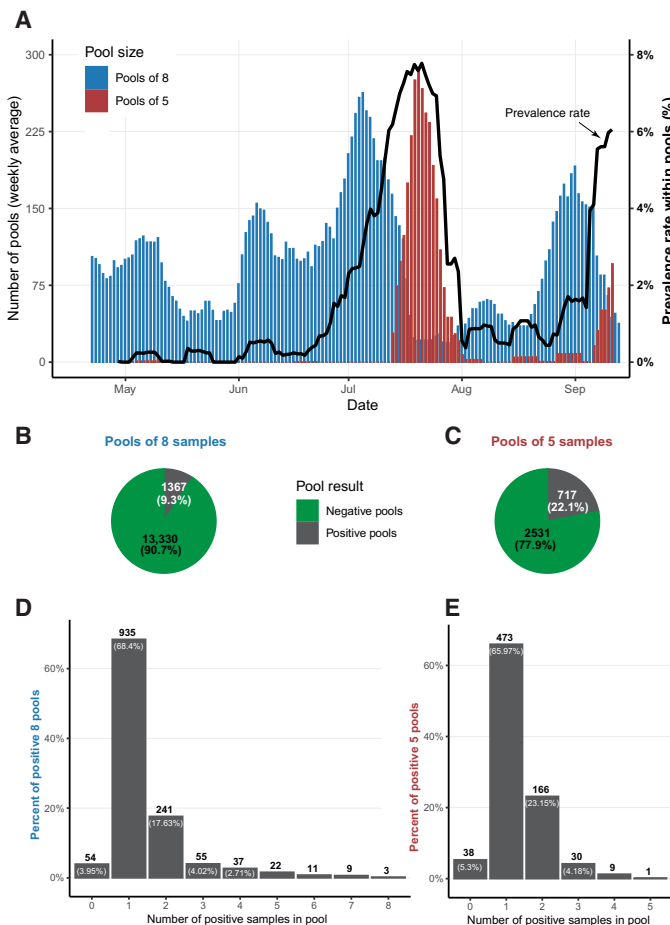 A
Pool size
Pools of 8
Pools of 5
Prevalence rate
Number of pools (weekly average)
300
225
150
75
0
Prevalence rate within pools (%)
8%
6%
4%
2%
0%
May
Jun
Jul
Aug
Sep
Date
B
Pools of 8 samples
1367
(9.3%)
13,330
(90.7%)
Pool result
Negative pools
Positive pools
C
Pools of 5 samples
717
(22.1%)
2531
(77.9%)
D
Percent of positive 8 pools
60%
40%
20%
0%
935
(68.4%)
241
(17.63%)
54
(3.95%)
55
(4.02%)
37
(2.71%)
22
11
9
3
0 1 2 3 4 5 6 7 8
Number of positive samples in pool
E
Percent of positive 5 pools
60%
40%
20%
0%
473
(65.97%)
166
(23.15%)
38
(5.3%)
30
(4.18%)
9
1
0 1 2 3 4 5
Number of positive samples in pool